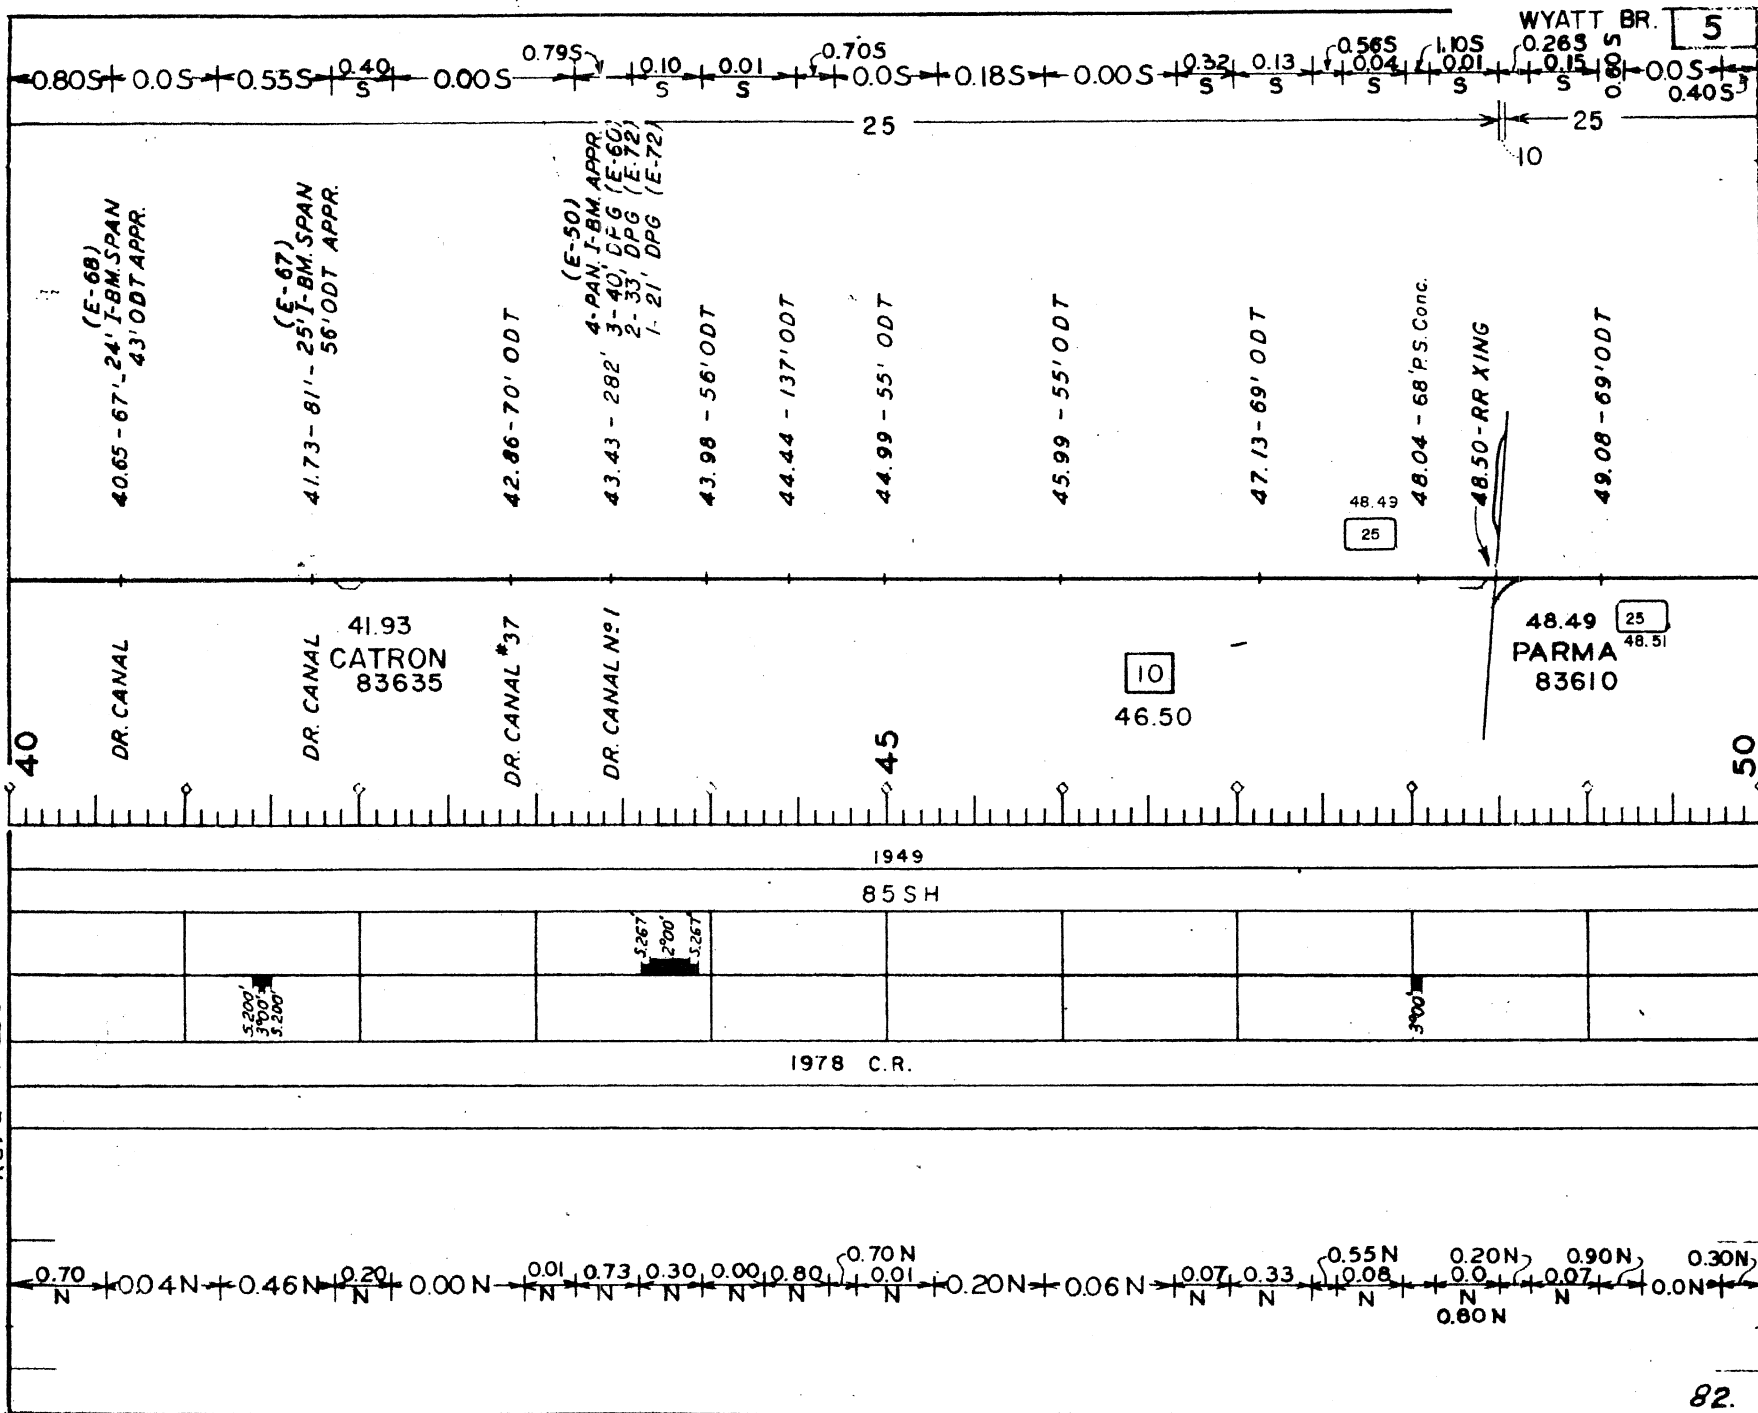 WYATT BR. 5
0.79S 0.70S 0.56S 1.10S 0.26S
0.80S 0.0S 0.53S 0.40 S 0.00S 0.10 S 0.01 S 0.0S 0.18S 0.00S 0.32 S 0.13 S 0.04 S 0.01 S 0.15 S 0.60S 0.0S
0.40S
25 25
10
(E-68)
40.65-67'-24' I-BM.SPAN
43' ODT APPR.
(E-67)
41.73-81'-25' I-BM.SPAN
56' ODT APPR.
42.86-70' ODT
(E-50)
4-PAN. I-BM. APPR.
43.43-282' 3-40' DPG (E-60)
2-33' DPG (E-72)
1-21' DPG (E-72)
43.98-56' ODT
44.44-137' ODT
44.99-55' ODT
45.99-55' ODT
47.13-69' ODT
48.04-68' P.S. Conc.
48.50-RR XING
49.08-69' ODT
48.49
25
DR. CANAL
DR. CANAL
41.93
CATRON
83635
DR. CANAL #37
DR. CANAL Nº 1
10
46.50
48.49
PARMA
83610
25
48.51
40 45 50
1949
85 SH
S.267'
2°00'
S.267'
S.200'
3°00'
S.200'
3°00'
1978 C.R.
0.70N 0.55N 0.20N 0.90N 0.30N
0.70 N 0.04N 0.46N 0.20 N 0.00N 0.01 N 0.73 N 0.30 N 0.00 N 0.80 N 0.01 N 0.20N 0.06N 0.07 N 0.33 N 0.08 N 0.0 N 0.07 N 0.0N
0.80N
82.